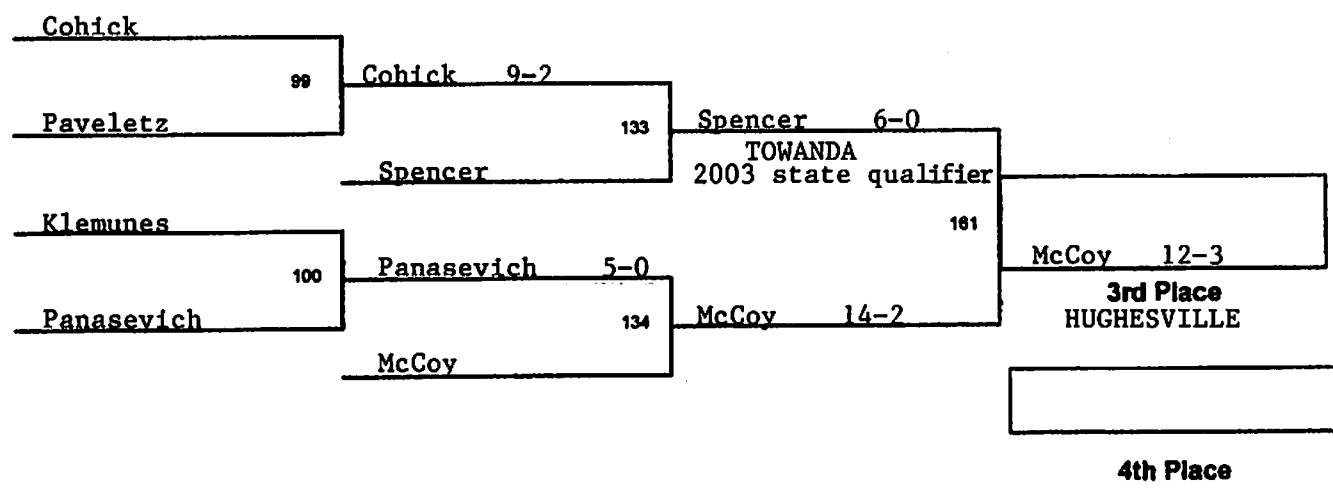 Cohick
99
Cohick 9-2
Paveletz
133
Spencer 6-0
TOWANDA
2003 state qualifier
Spencer
Klemunes
161
100
Panasevich 5-0
McCoy 12-3
3rd Place
HUGHESVILLE
Panasevich
134
McCoy 14-2
McCoy
4th Place